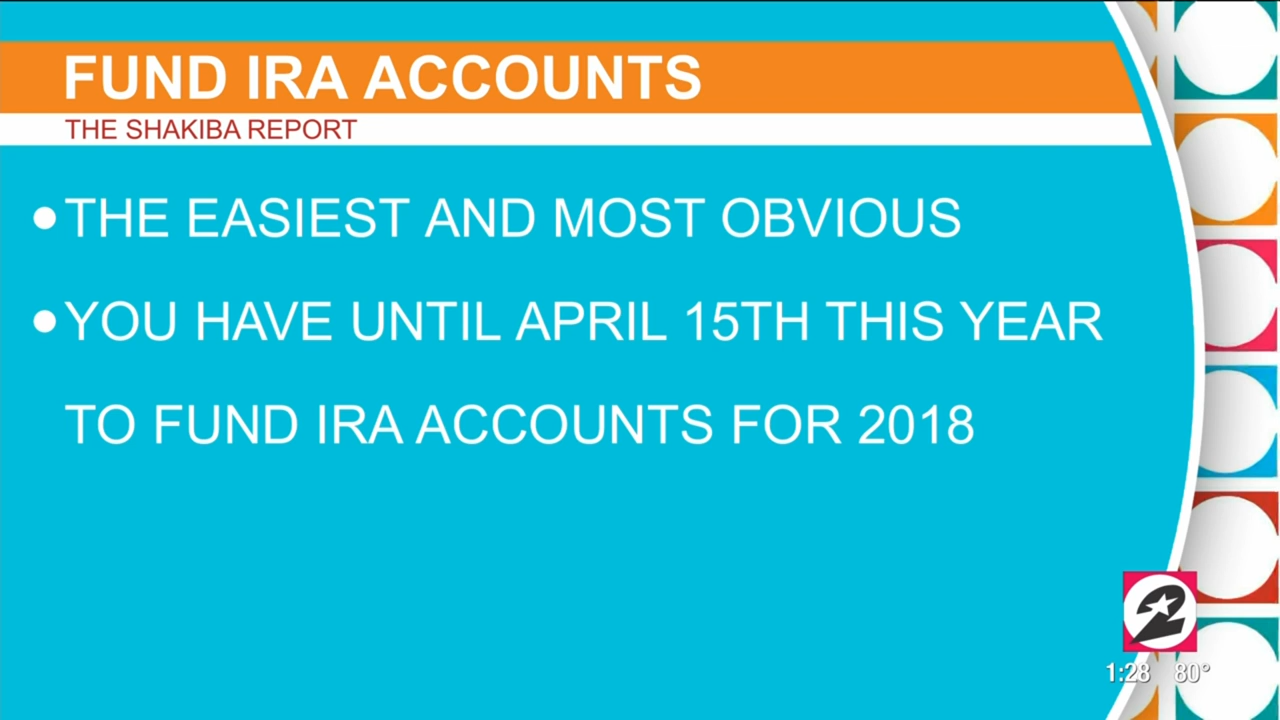 FUND IRA ACCOUNTS
THE SHAKIBA REPORT
•THE EASIEST AND MOST OBVIOUS
•YOU HAVE UNTIL APRIL 15TH THIS YEAR
TO FUND IRA ACCOUNTS FOR 2018
2
1:28 80°